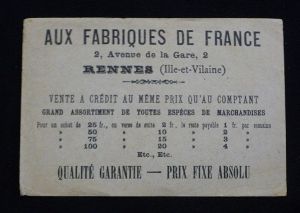 AUX FABRIQUES DE FRANCE
2, Avenue de la Gare, 2
RENNES (Ille-et-Vilaine)
VENTE A CRÉDIT AU MÊME PRIX QU'AU COMPTANT
GRAND ASSORTIMENT DE TOUTES ESPÈCES DE MARCHANDISES
Pour un achat de 25 fr., on verse de suite 5 fr., le reste payable 1 fr. par semaine
» 50 » 10 » 2 »
» 75 » 15 » 3 »
» 100 » 20 » 4 »
Etc., Etc.
QUALITÉ GARANTIE — PRIX FIXE ABSOLU